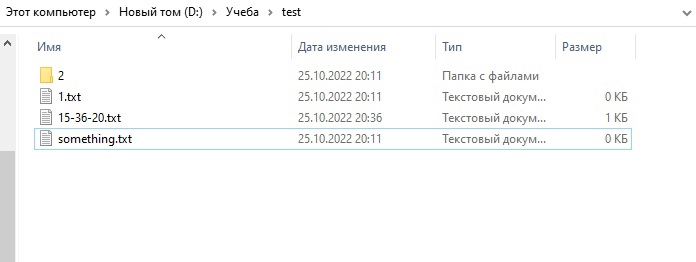 Этот компьютер > Новый том (D:) > Учеба > test
Имя Дата изменения Тип Размер
2 25.10.2022 20:11 Папка с файлами
1.txt 25.10.2022 20:11 Текстовый докум... 0 КБ
15-36-20.txt 25.10.2022 20:36 Текстовый докум... 1 КБ
something.txt 25.10.2022 20:11 Текстовый докум... 0 КБ